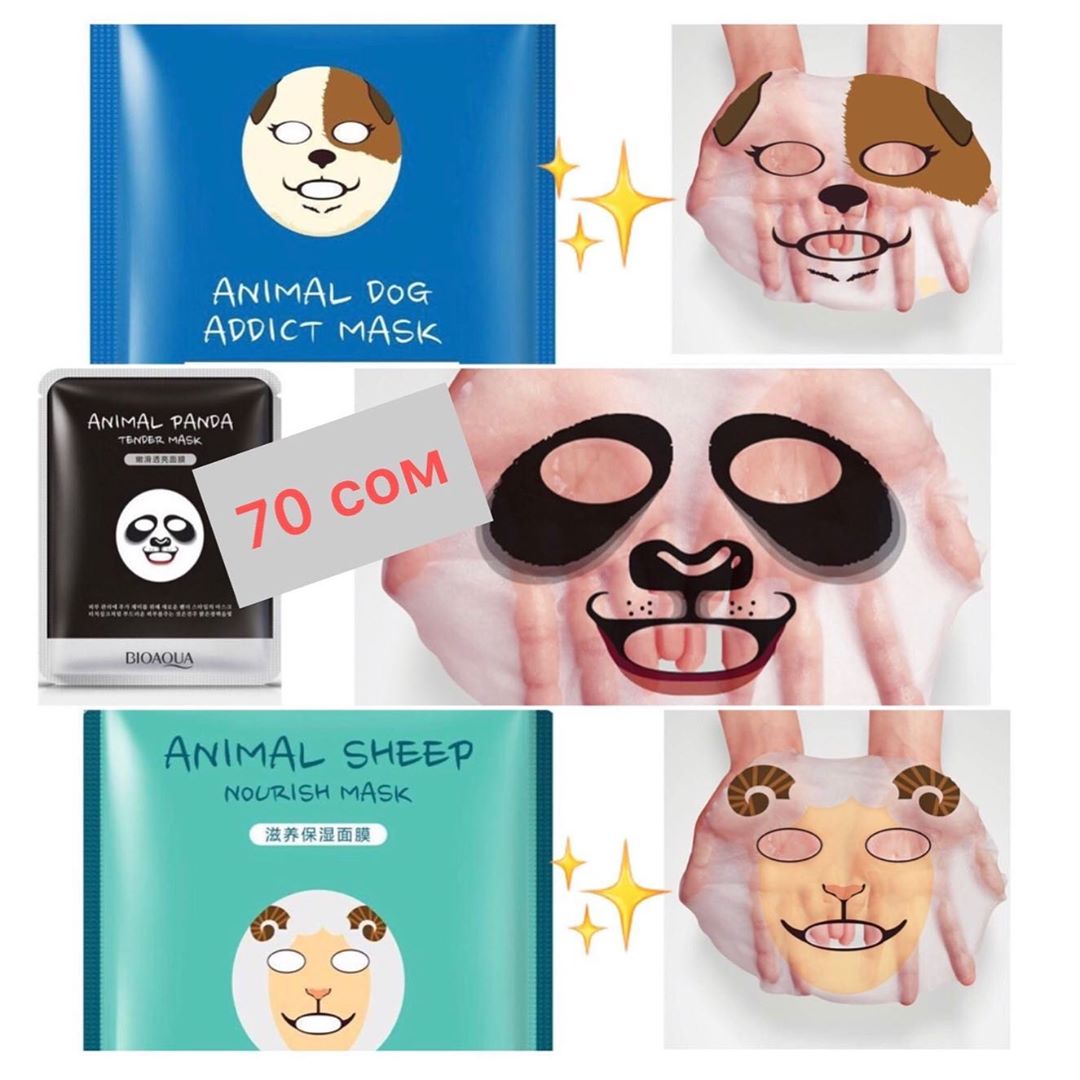 ANIMAL DOG
ADDICT MASK
ANIMAL PANDA
TENDER MASK
嫩滑透亮面膜
70 сом
BIOAQUA
ANIMAL SHEEP
NOURISH MASK
滋养保湿面膜